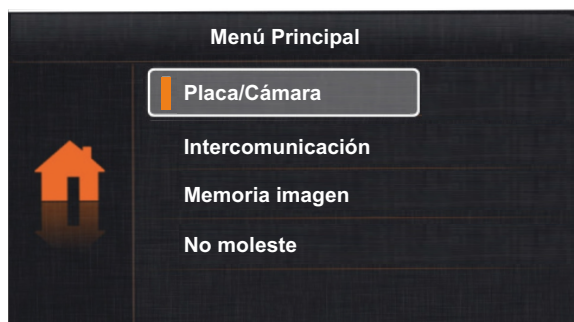 Menú Principal
Placa/Cámara
Intercomunicación
Memoria imagen
No moleste